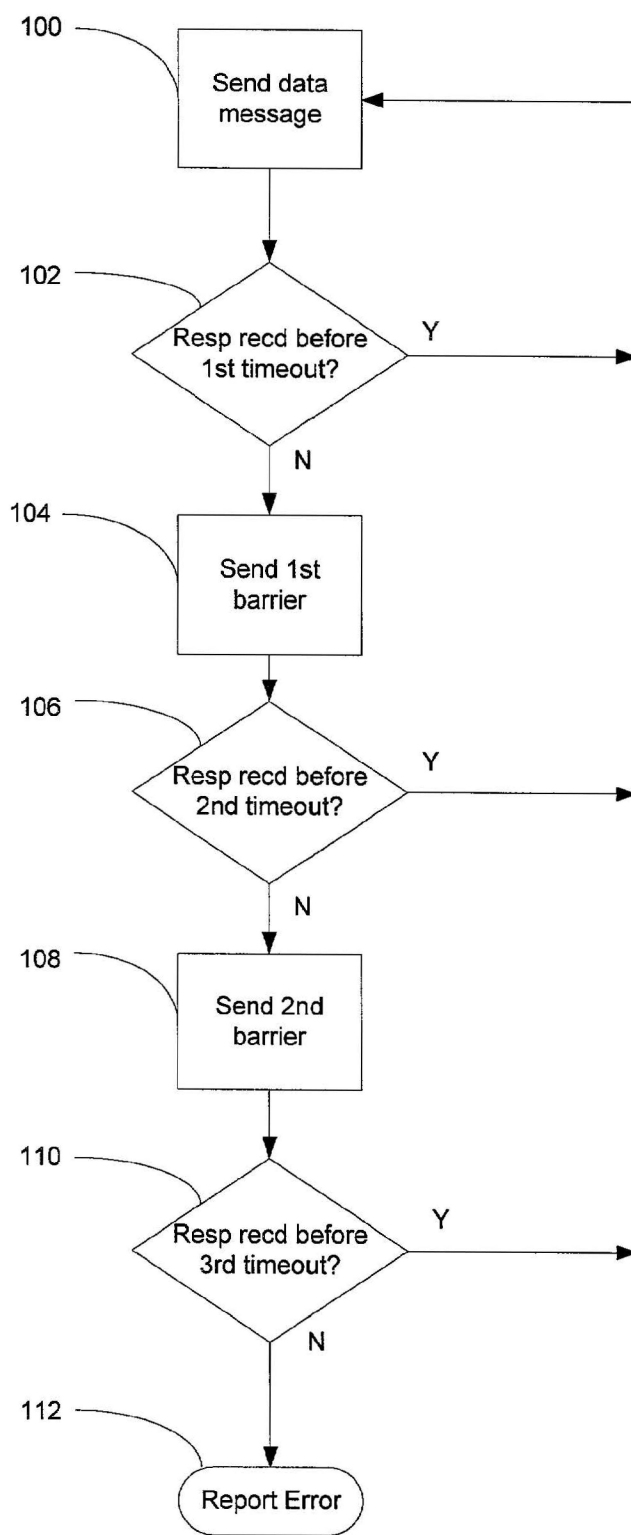 100
Send data
message
102
Resp recd before
1st timeout?
Y
N
104
Send 1st
barrier
106
Resp recd before
2nd timeout?
Y
N
108
Send 2nd
barrier
110
Resp recd before
3rd timeout?
Y
N
112
Report Error